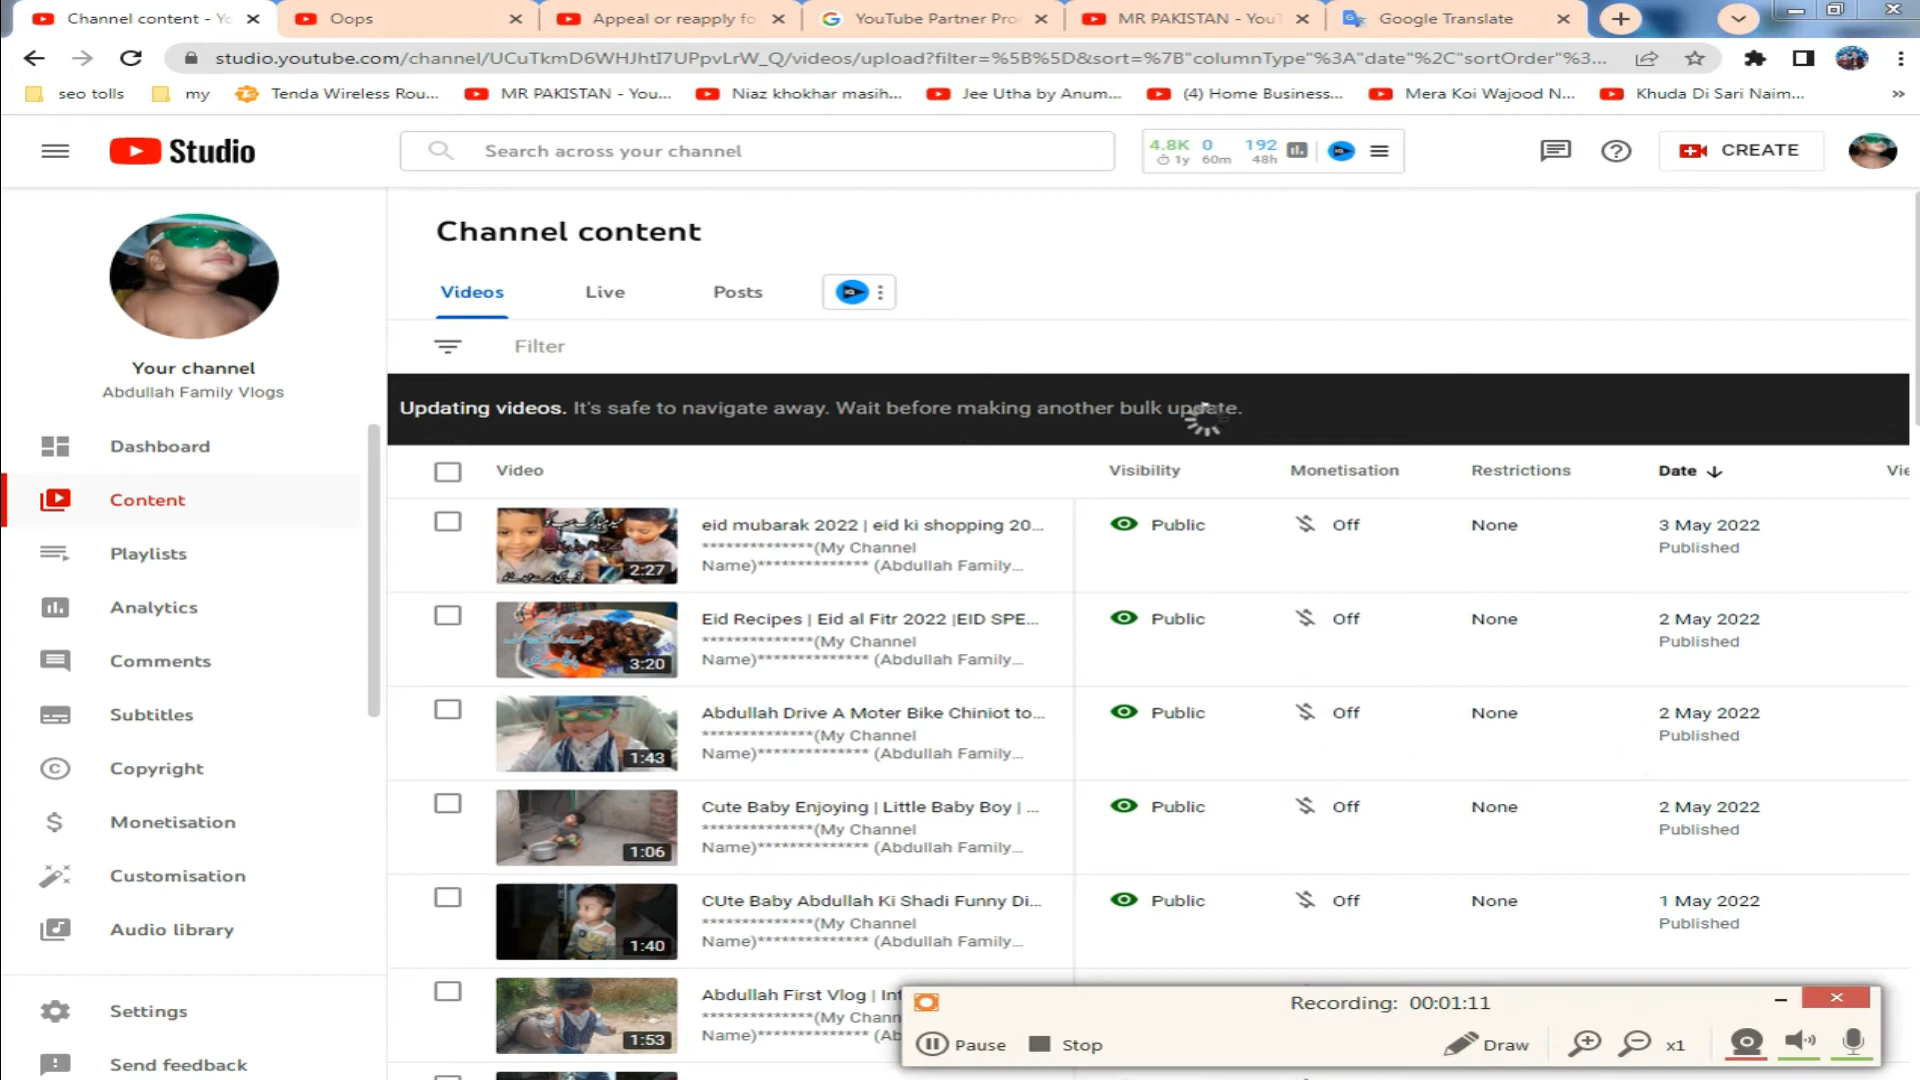 Channel content - Yo
Oops
Appeal or reapply fo
YouTube Partner Pro
MR PAKISTAN - YouT
Google Translate
studio.youtube.com/channel/UCuTkmD6WHJhtI7UPpvLrW_Q/videos/upload?filter=%5B%5D&sort=%7B"columnType"%3A"date"%2C"sortOrder"%3...
seo tolls
my
Tenda Wireless Rou...
MR PAKISTAN - You...
Niaz khokhar masih...
Jee Utha by Anum...
(4) Home Business...
Mera Koi Wajood N...
Khuda Di Sari Naim...
»
Studio
Search across your channel
4.8K 0 192
1y 60m 48h
CREATE
Your channel
Abdullah Family Vlogs
Dashboard
Content
Playlists
Analytics
Comments
Subtitles
Copyright
Monetisation
Customisation
Audio library
Settings
Send feedback
Channel content
Videos
Live
Posts
Filter
Updating videos. It's safe to navigate away. Wait before making another bulk update.
Video
Visibility
Monetisation
Restrictions
Date
Vie
eid mubarak 2022 | eid ki shopping 20...
**************(My Channel
Name)************** (Abdullah Family...
2:27
Public
Off
None
3 May 2022
Published
Eid Recipes | Eid al Fitr 2022 |EID SPE...
**************(My Channel
Name)************** (Abdullah Family...
3:20
Public
Off
None
2 May 2022
Published
Abdullah Drive A Moter Bike Chiniot to...
**************(My Channel
Name)************** (Abdullah Family...
1:43
Public
Off
None
2 May 2022
Published
Cute Baby Enjoying | Little Baby Boy | ...
**************(My Channel
Name)************** (Abdullah Family...
1:06
Public
Off
None
2 May 2022
Published
CUte Baby Abdullah Ki Shadi Funny Di...
**************(My Channel
Name)************** (Abdullah Family...
1:40
Public
Off
None
1 May 2022
Published
Abdullah First Vlog | Int
**************(My Chann
Name)************** (Ab
1:53
Recording: 00:01:11
Pause
Stop
Draw
x1